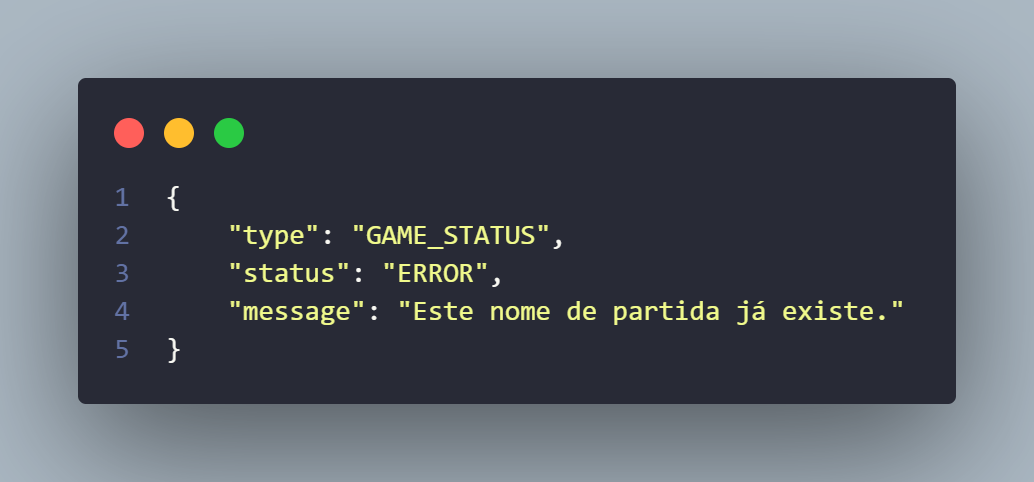 1 {
2     "type": "GAME_STATUS",
3     "status": "ERROR",
4     "message": "Este nome de partida já existe."
5 }